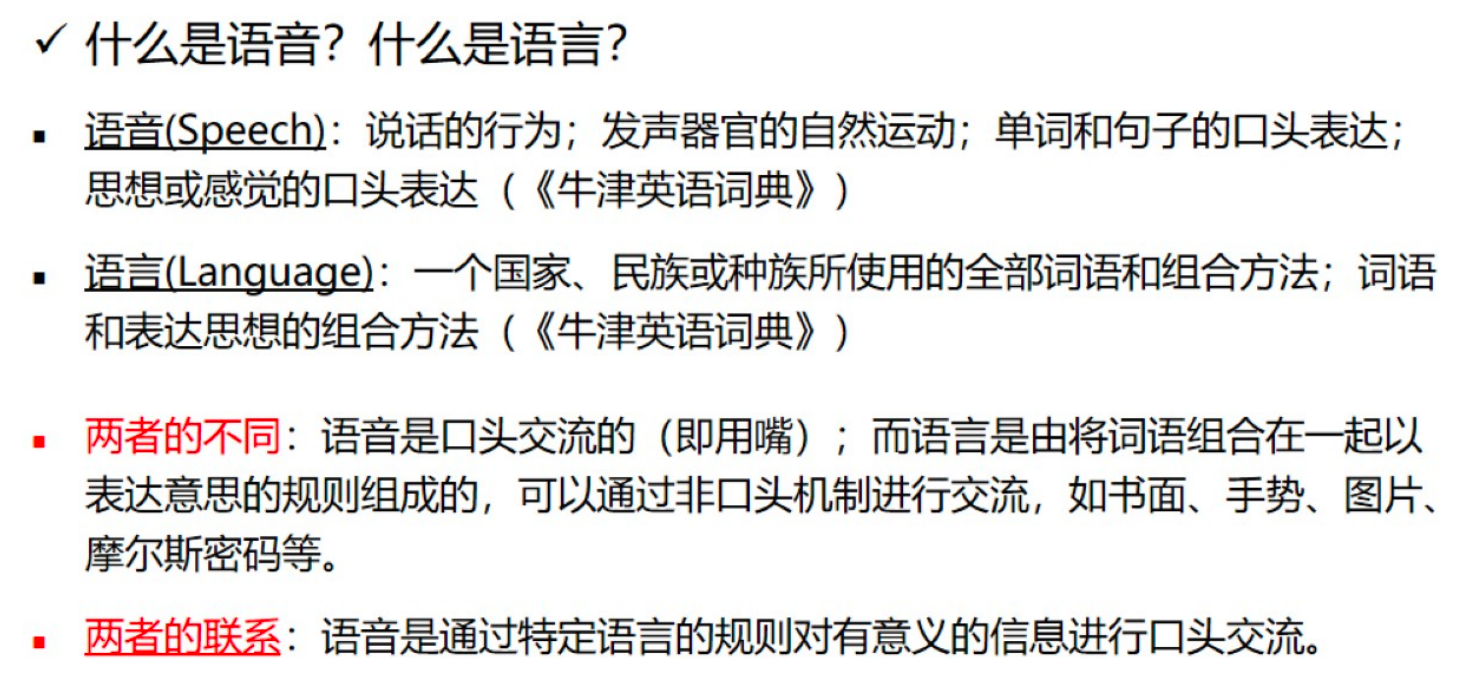 ✓ 什么是语音？什么是语言？
▪ 语音(Speech)：说话的行为；发声器官的自然运动；单词和句子的口头表达；
思想或感觉的口头表达（《牛津英语词典》）
▪ 语言(Language)：一个国家、民族或种族所使用的全部词语和组合方法；词语
和表达思想的组合方法（《牛津英语词典》）
▪ 两者的不同：语音是口头交流的（即用嘴）；而语言是由将词语组合在一起以
表达意思的规则组成的，可以通过非口头机制进行交流，如书面、手势、图片、
摩尔斯密码等。
▪ 两者的联系：语音是通过特定语言的规则对有意义的信息进行口头交流。